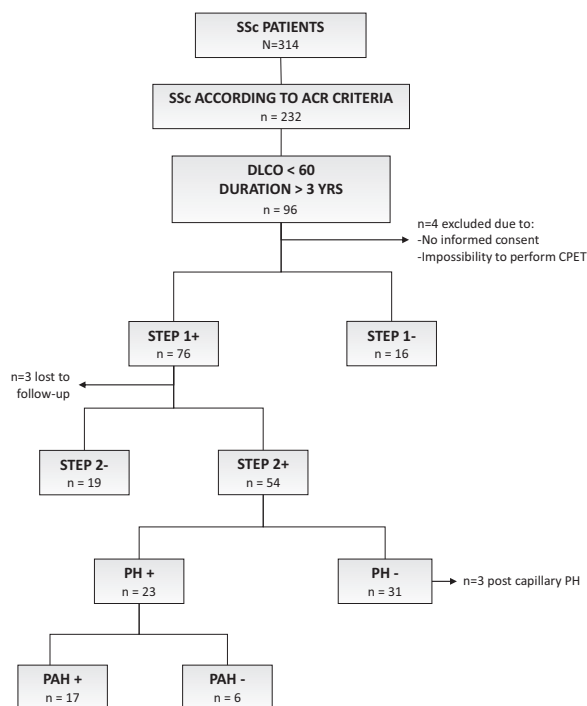 SSc PATIENTS
N=314
SSc ACCORDING TO ACR CRITERIA
n = 232
DLCO < 60
DURATION > 3 YRS
n = 96
n=4 excluded due to:
-No informed consent
-Impossibility to perform CPET
STEP 1+
n = 76
STEP 1-
n = 16
n=3 lost to
follow-up
STEP 2-
n = 19
STEP 2+
n = 54
PH +
n = 23
PH -
n = 31
n=3 post capillary PH
PAH +
n = 17
PAH -
n = 6